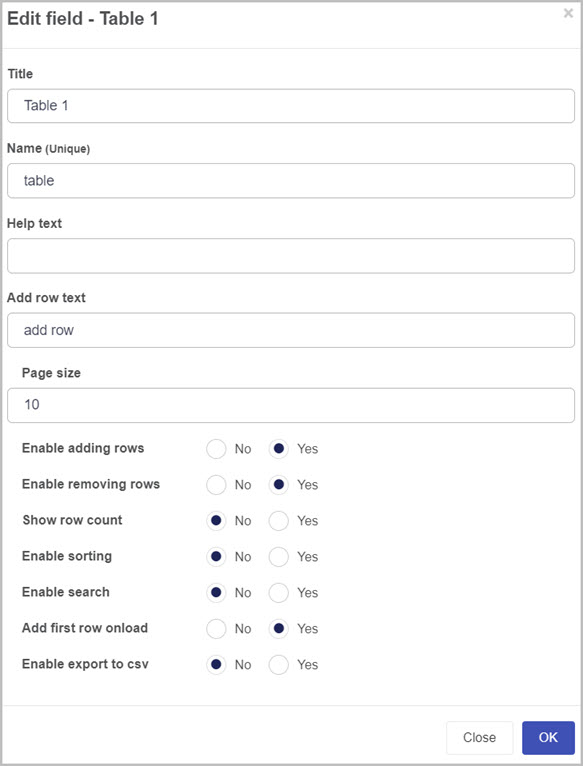 Edit field - Table 1
×
Title
Table 1
Name (Unique)
table
Help text
Add row text
add row
Page size
10
Enable adding rows No Yes
Enable removing rows No Yes
Show row count No Yes
Enable sorting No Yes
Enable search No Yes
Add first row onload No Yes
Enable export to csv No Yes
Close OK